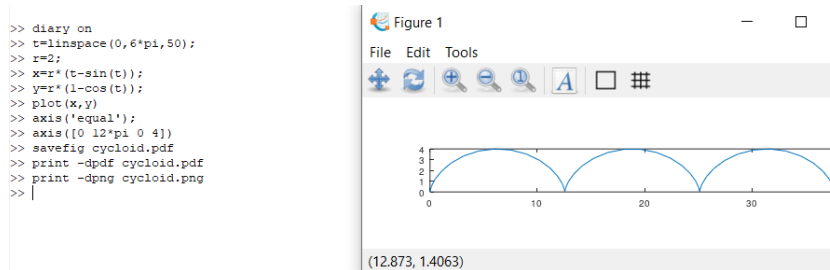 >> diary on
>> t=linspace(0,6*pi,50);
>> r=2;
>> x=r*(t-sin(t));
>> y=r*(1-cos(t));
>> plot(x,y)
>> axis('equal');
>> axis([0 12*pi 0 4])
>> savefig cycloid.pdf
>> print -dpdf cycloid.pdf
>> print -dpng cycloid.png
>>
Figure 1
File Edit Tools
A
4
3
2
1
0
0 10 20 30
(12.873, 1.4063)